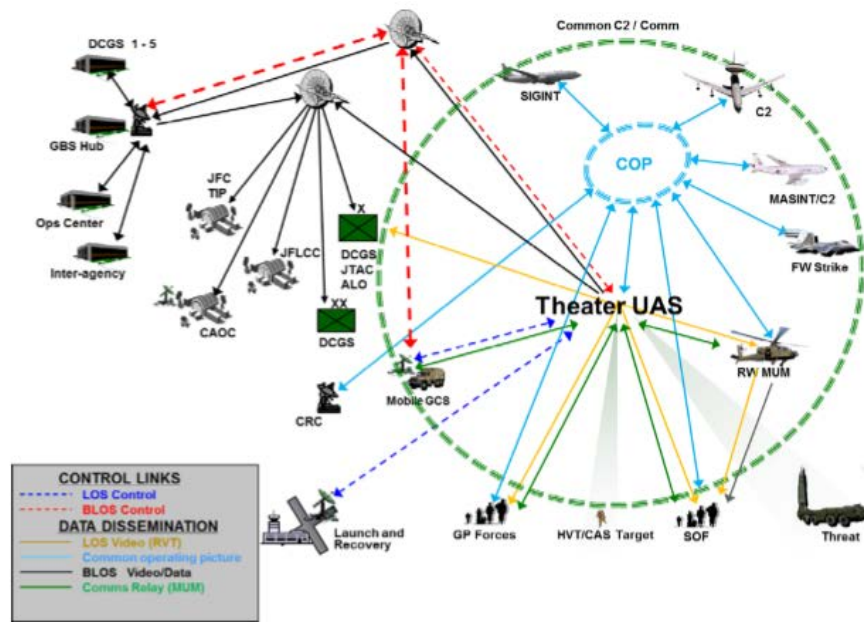 DCGS 1 - 5
GBS Hub
Ops Center
Inter-agency
JFC
TIP
JFLCC
CAOC
X
DCGS
JTAC
ALO
XX
DCGS
CRC
Mobile GCS
Launch and
Recovery
Common C2 / Comm
SIGINT
C2
COP
MASINT/C2
FW Strike
Theater UAS
RW MUM
GP Forces
HVT/CAS Target
SOF
Threat
CONTROL LINKS
LOS Control
BLOS Control
DATA DISSEMINATION
LOS Video (RVT)
Common operating picture
BLOS Video/Data
Comms Relay (MUM)